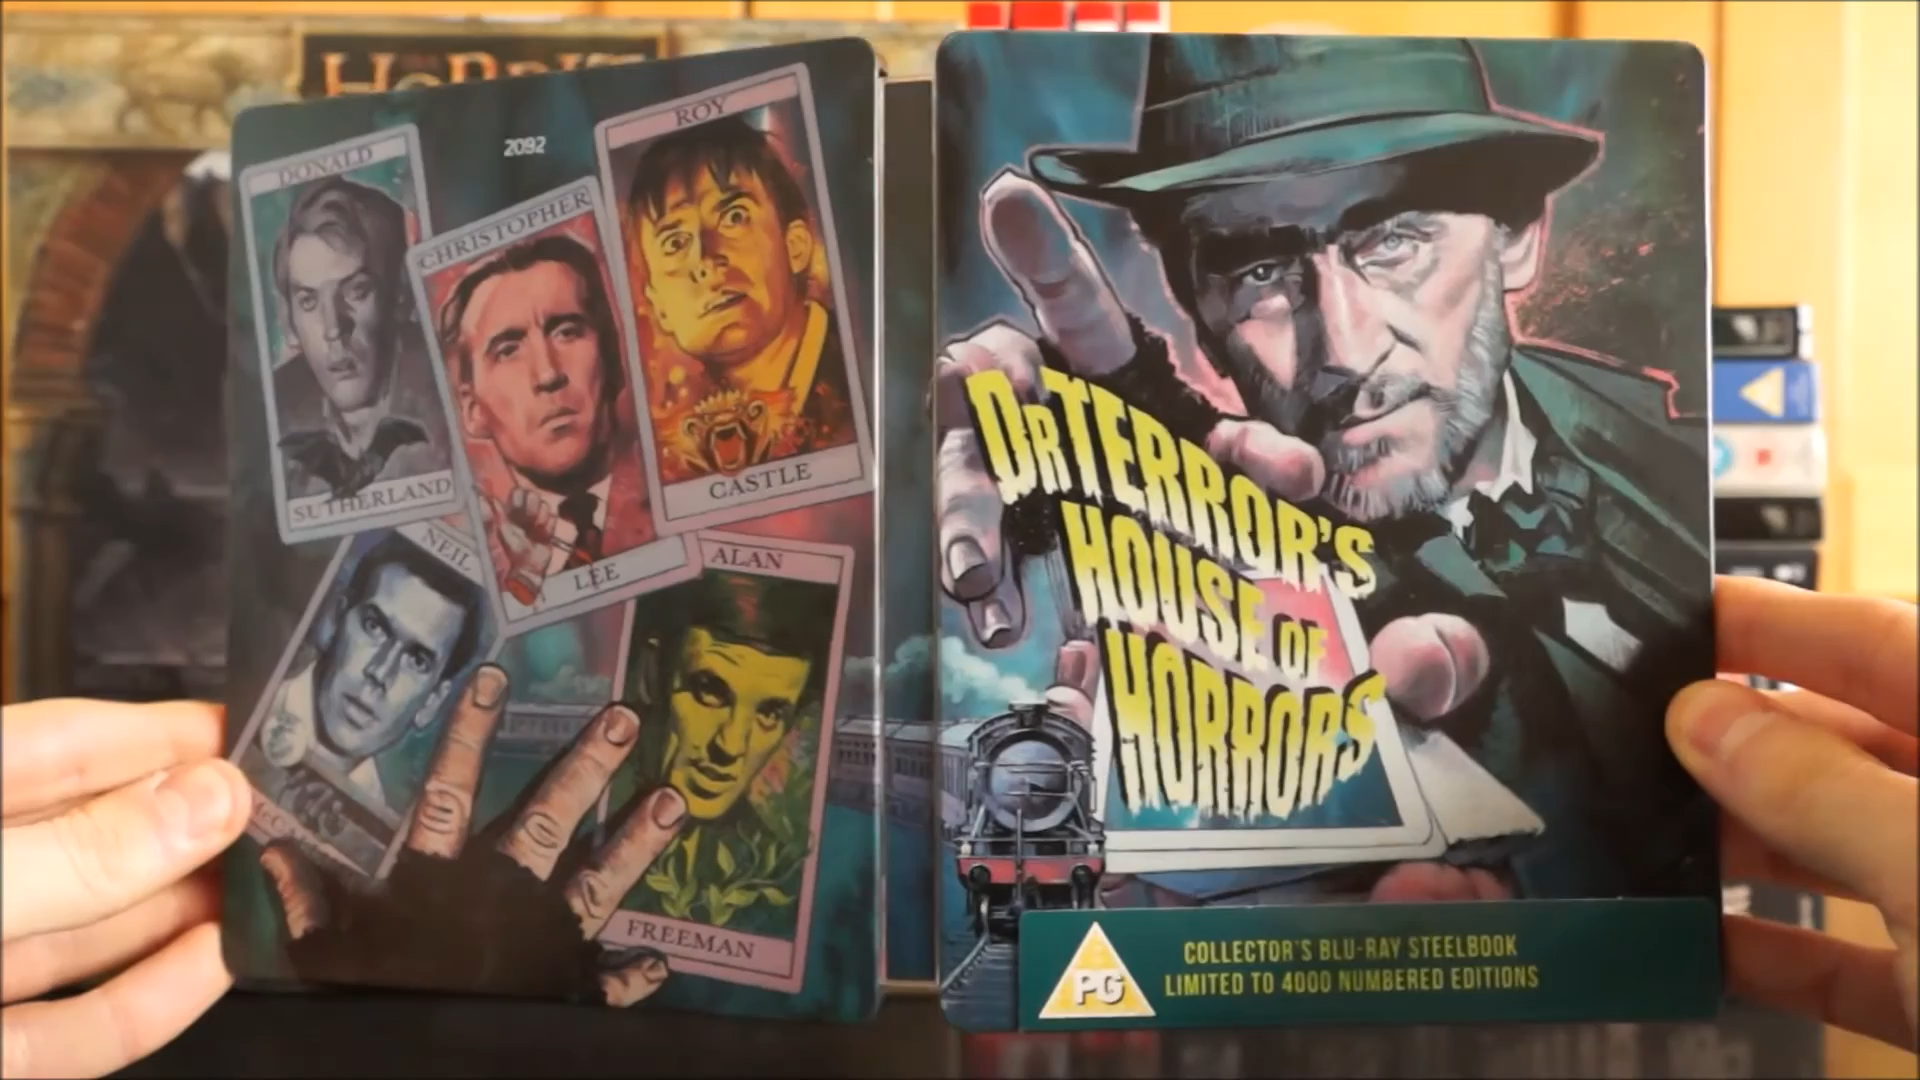 DONALD
SUTHERLAND
2092
CHRISTOPHER
LEE
ROY
CASTLE
NEIL
ALAN
FREEMAN
DR TERROR'S
HOUSE OF
HORRORS
PG
COLLECTOR'S BLU-RAY STEELBOOK
LIMITED TO 4000 NUMBERED EDITIONS